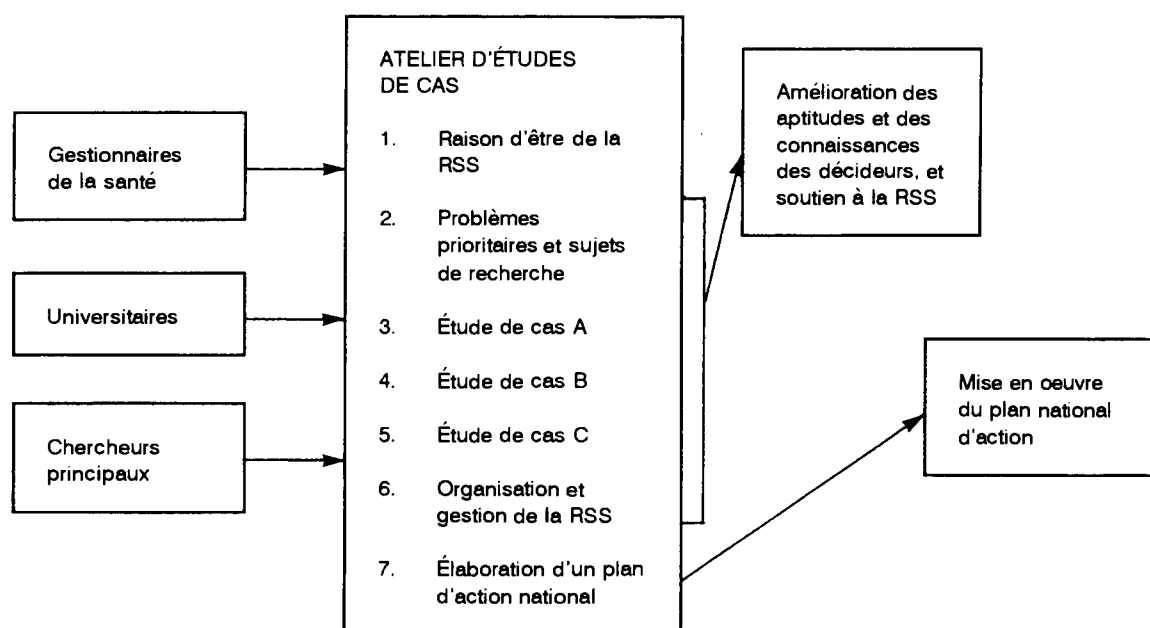 Gestionnaires
de la santé
Universitaires
Chercheurs
principaux
ATELIER D'ÉTUDES
DE CAS
1. Raison d'être de la
RSS
2. Problèmes
prioritaires et sujets
de recherche
3. Étude de cas A
4. Étude de cas B
5. Étude de cas C
6. Organisation et
gestion de la RSS
7. Élaboration d'un plan
d'action national
Amélioration des
aptitudes et des
connaissances
des décideurs, et
soutien à la RSS
Mise en oeuvre
du plan national
d'action